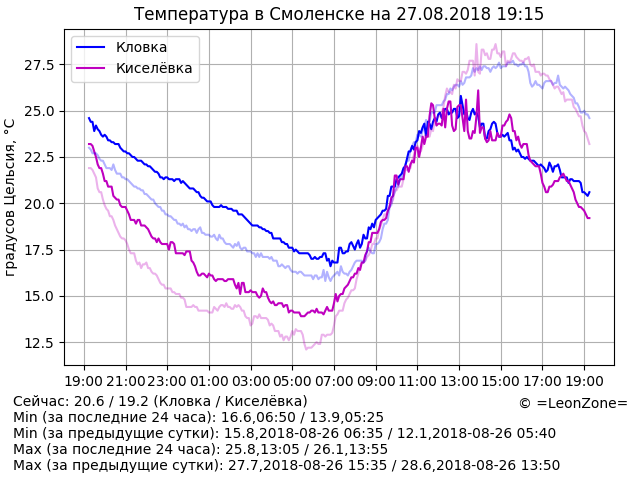 Температура в Смоленске на 27.08.2018 19:15
Кловка
Киселёвка
градусов Цельсия, °C
27.5
25.0
22.5
20.0
17.5
15.0
12.5
19:00 21:00 23:00 01:00 03:00 05:00 07:00 09:00 11:00 13:00 15:00 17:00 19:00
Сейчас: 20.6 / 19.2 (Кловка / Киселёвка)
© =LeonZone=
Min (за последние 24 часа): 16.6,06:50 / 13.9,05:25
Min (за предыдущие сутки): 15.8,2018-08-26 06:35 / 12.1,2018-08-26 05:40
Max (за последние 24 часа): 25.8,13:05 / 26.1,13:55
Max (за предыдущие сутки): 27.7,2018-08-26 15:35 / 28.6,2018-08-26 13:50